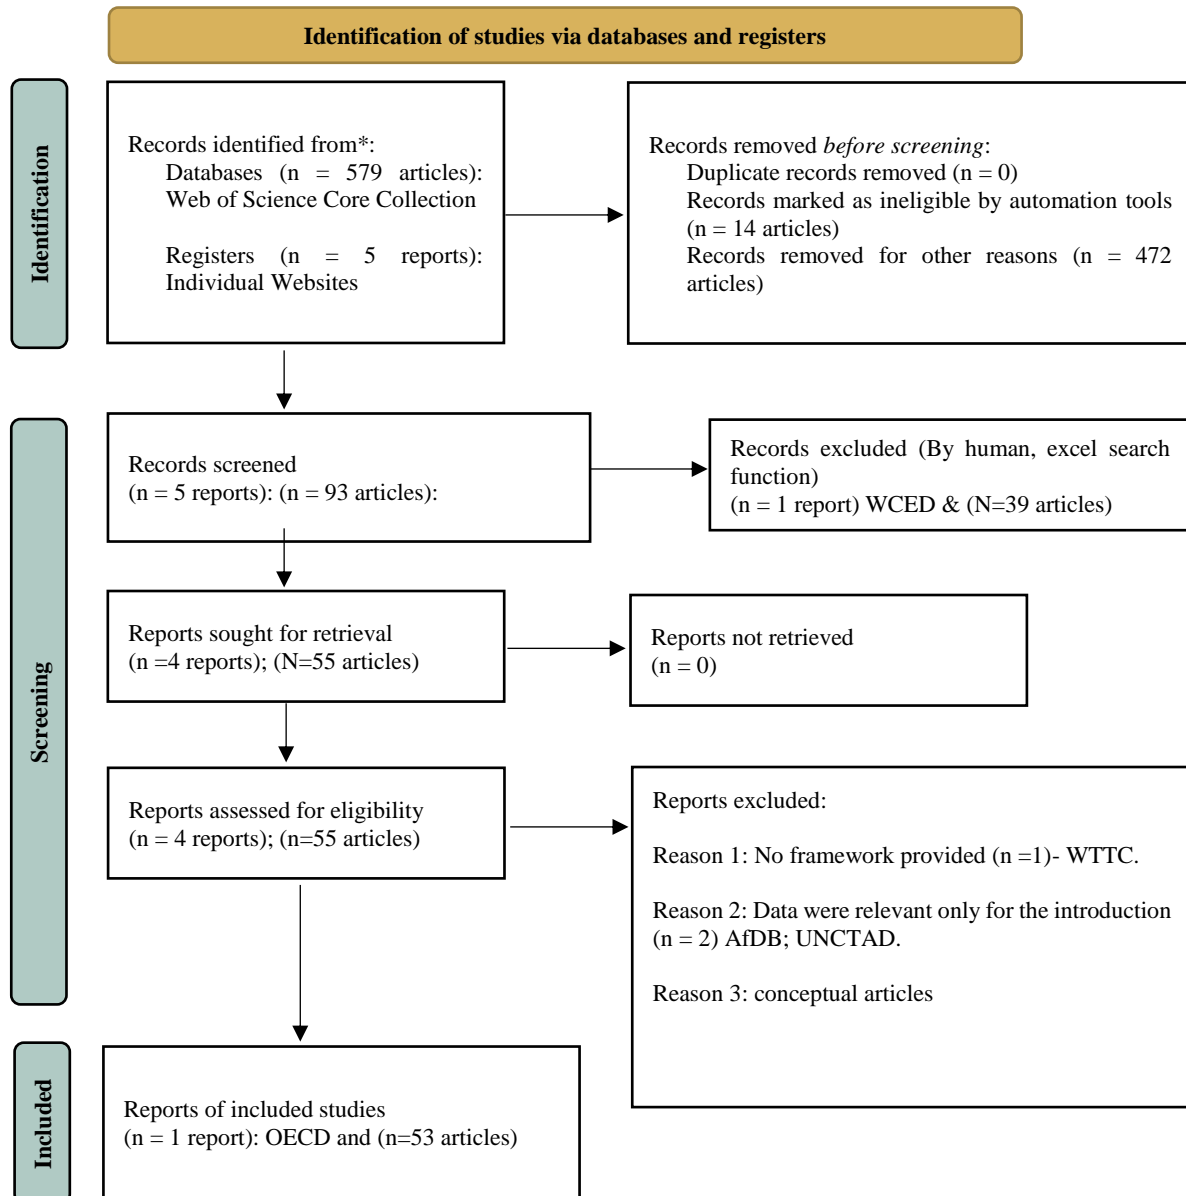 Identification of studies via databases and registers
Identification
Records identified from*:
Databases (n = 579 articles):
Web of Science Core Collection
Registers (n = 5 reports):
Individual Websites
Records removed before screening:
Duplicate records removed (n = 0)
Records marked as ineligible by automation tools
(n = 14 articles)
Records removed for other reasons (n = 472
articles)
Screening
Records screened
(n = 5 reports): (n = 93 articles):
Records excluded (By human, excel search
function)
(n = 1 report) WCED & (N=39 articles)
Reports sought for retrieval
(n =4 reports); (N=55 articles)
Reports not retrieved
(n = 0)
Reports assessed for eligibility
(n = 4 reports); (n=55 articles)
Reports excluded:
Reason 1: No framework provided (n =1)- WTTC.
Reason 2: Data were relevant only for the introduction
(n = 2) AfDB; UNCTAD.
Reason 3: conceptual articles
Included
Reports of included studies
(n = 1 report): OECD and (n=53 articles)